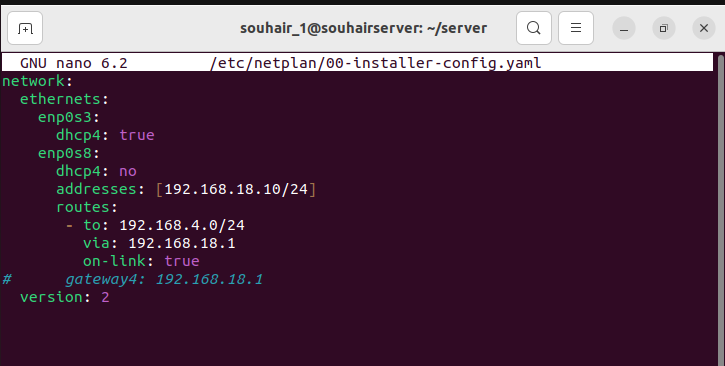 souhair_1@souhairserver: ~/server
GNU nano 6.2 /etc/netplan/00-installer-config.yaml
network:
  ethernets:
    enp0s3:
      dhcp4: true
    enp0s8:
      dhcp4: no
      addresses: [192.168.18.10/24]
      routes:
       - to: 192.168.4.0/24
         via: 192.168.18.1
         on-link: true
#      gateway4: 192.168.18.1
  version: 2